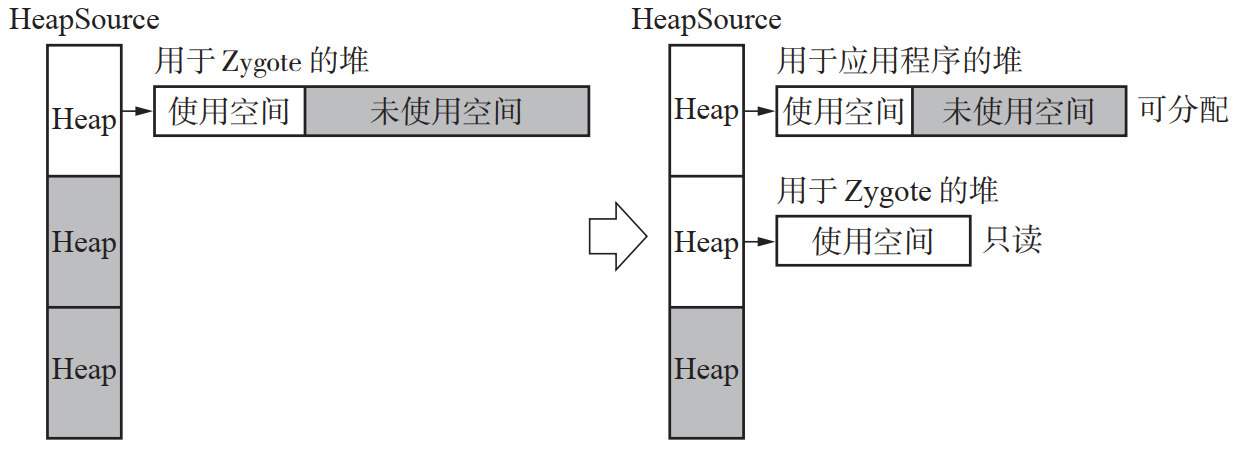 HeapSource
用于 Zygote 的堆
Heap
使用空间
未使用空间
Heap
Heap
HeapSource
用于应用程序的堆
Heap
使用空间
未使用空间
可分配
用于 Zygote 的堆
Heap
使用空间
只读
Heap